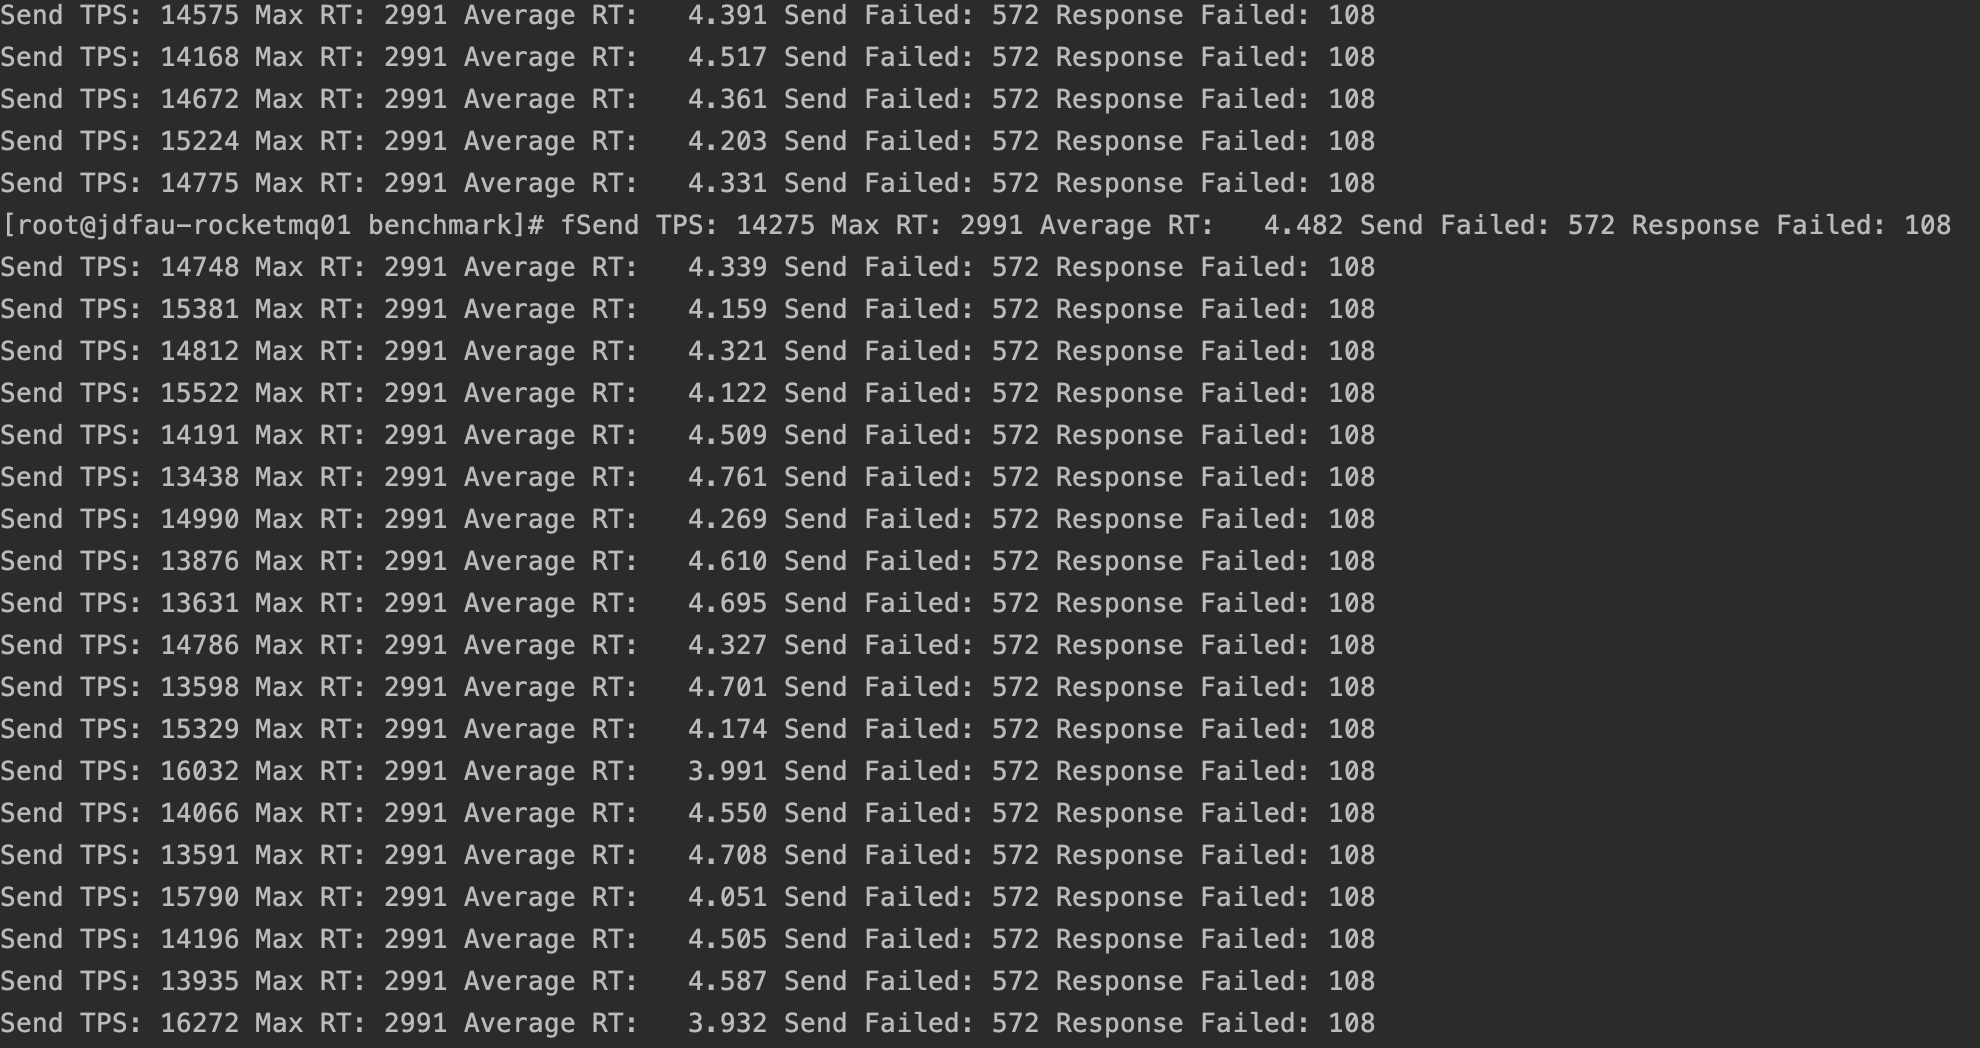 Send TPS: 14575 Max RT: 2991 Average RT:   4.391 Send Failed: 572 Response Failed: 108
Send TPS: 14168 Max RT: 2991 Average RT:   4.517 Send Failed: 572 Response Failed: 108
Send TPS: 14672 Max RT: 2991 Average RT:   4.361 Send Failed: 572 Response Failed: 108
Send TPS: 15224 Max RT: 2991 Average RT:   4.203 Send Failed: 572 Response Failed: 108
Send TPS: 14775 Max RT: 2991 Average RT:   4.331 Send Failed: 572 Response Failed: 108
[root@jdfau-rocketmq01 benchmark]# fSend TPS: 14275 Max RT: 2991 Average RT:   4.482 Send Failed: 572 Response Failed: 108
Send TPS: 14748 Max RT: 2991 Average RT:   4.339 Send Failed: 572 Response Failed: 108
Send TPS: 15381 Max RT: 2991 Average RT:   4.159 Send Failed: 572 Response Failed: 108
Send TPS: 14812 Max RT: 2991 Average RT:   4.321 Send Failed: 572 Response Failed: 108
Send TPS: 15522 Max RT: 2991 Average RT:   4.122 Send Failed: 572 Response Failed: 108
Send TPS: 14191 Max RT: 2991 Average RT:   4.509 Send Failed: 572 Response Failed: 108
Send TPS: 13438 Max RT: 2991 Average RT:   4.761 Send Failed: 572 Response Failed: 108
Send TPS: 14990 Max RT: 2991 Average RT:   4.269 Send Failed: 572 Response Failed: 108
Send TPS: 13876 Max RT: 2991 Average RT:   4.610 Send Failed: 572 Response Failed: 108
Send TPS: 13631 Max RT: 2991 Average RT:   4.695 Send Failed: 572 Response Failed: 108
Send TPS: 14786 Max RT: 2991 Average RT:   4.327 Send Failed: 572 Response Failed: 108
Send TPS: 13598 Max RT: 2991 Average RT:   4.701 Send Failed: 572 Response Failed: 108
Send TPS: 15329 Max RT: 2991 Average RT:   4.174 Send Failed: 572 Response Failed: 108
Send TPS: 16032 Max RT: 2991 Average RT:   3.991 Send Failed: 572 Response Failed: 108
Send TPS: 14066 Max RT: 2991 Average RT:   4.550 Send Failed: 572 Response Failed: 108
Send TPS: 13591 Max RT: 2991 Average RT:   4.708 Send Failed: 572 Response Failed: 108
Send TPS: 15790 Max RT: 2991 Average RT:   4.051 Send Failed: 572 Response Failed: 108
Send TPS: 14196 Max RT: 2991 Average RT:   4.505 Send Failed: 572 Response Failed: 108
Send TPS: 13935 Max RT: 2991 Average RT:   4.587 Send Failed: 572 Response Failed: 108
Send TPS: 16272 Max RT: 2991 Average RT:   3.932 Send Failed: 572 Response Failed: 108